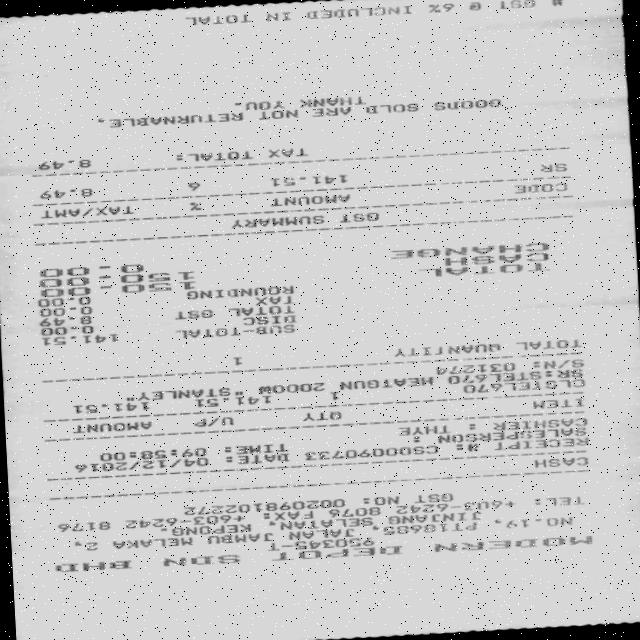 MODERN DEPOT SDN BHD
950345-T
NO.19, PT18685, JALAN JAMBU MELAKA 2,
JINJANG SELATAN, KEPONG.
TEL: +603-6242 8076 FAX: +603-6242 8176
GST NO: 002098102272
CASH
RECEIPT #: CS00090733 DATE: 04/12/2016
SALESPERSON : TIME: 09:58:00
CASHIER : THYE
ITEM QTY U/P AMOUNT
CLSTEL670 1 141.51 141.51
SR:STEL670 HEATGUN 2000W "STANLEY"
S/N: 031274
TOTAL QUANTITY 1
SUB-TOTAL 141.51
DISC 0.00
TOTAL GST 8.49
TAX 0.00
ROUNDING 0.00
TOTAL 150.00
CASH 150.00
CHANGE 0.00
GST SUMMARY
CODE AMOUNT % TAX/AMT
SR 141.51 6 8.49
TAX TOTAL: 8.49
GOODS SOLD ARE NOT RETURNABLE.
THANK YOU.
# GST @ 6% INCLUDED IN TOTAL